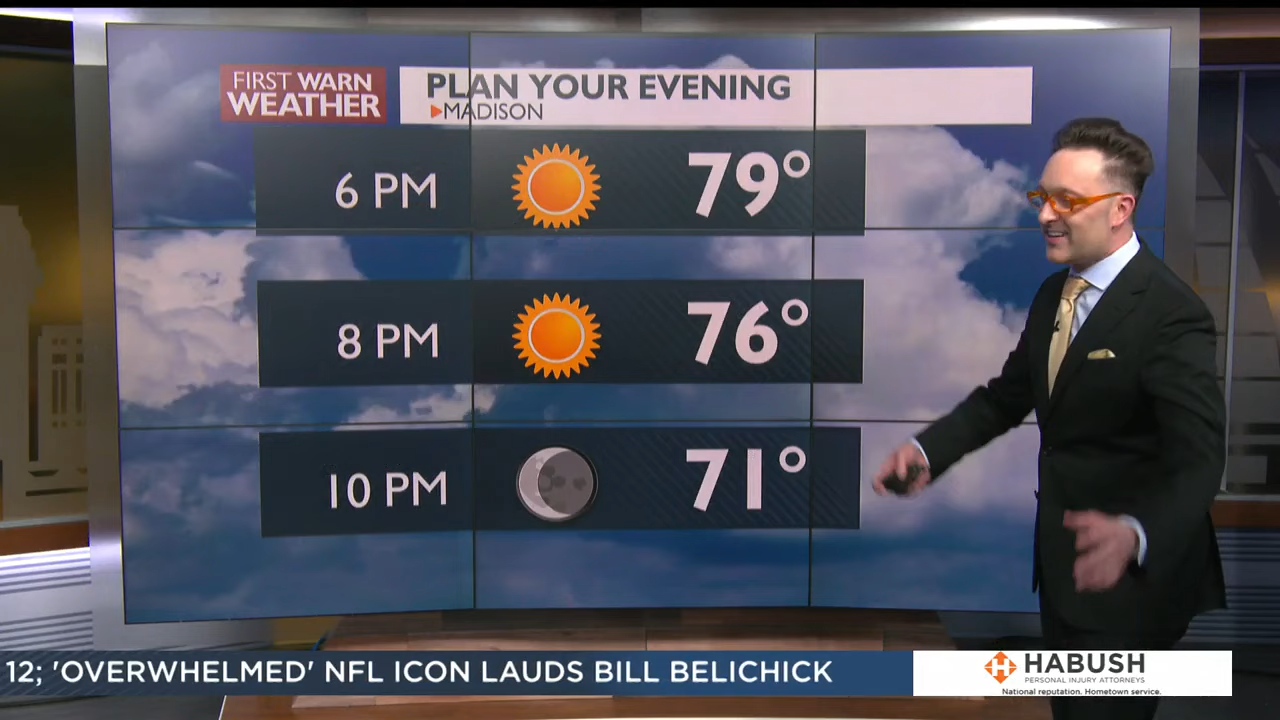 FIRST WARN
WEATHER
PLAN YOUR EVENING
MADISON
6 PM 79°
8 PM 76°
10 PM 71°
12; 'OVERWHELMED' NFL ICON LAUDS BILL BELICHICK
HABUSH
PERSONAL INJURY ATTORNEYS
National reputation. Hometown service.